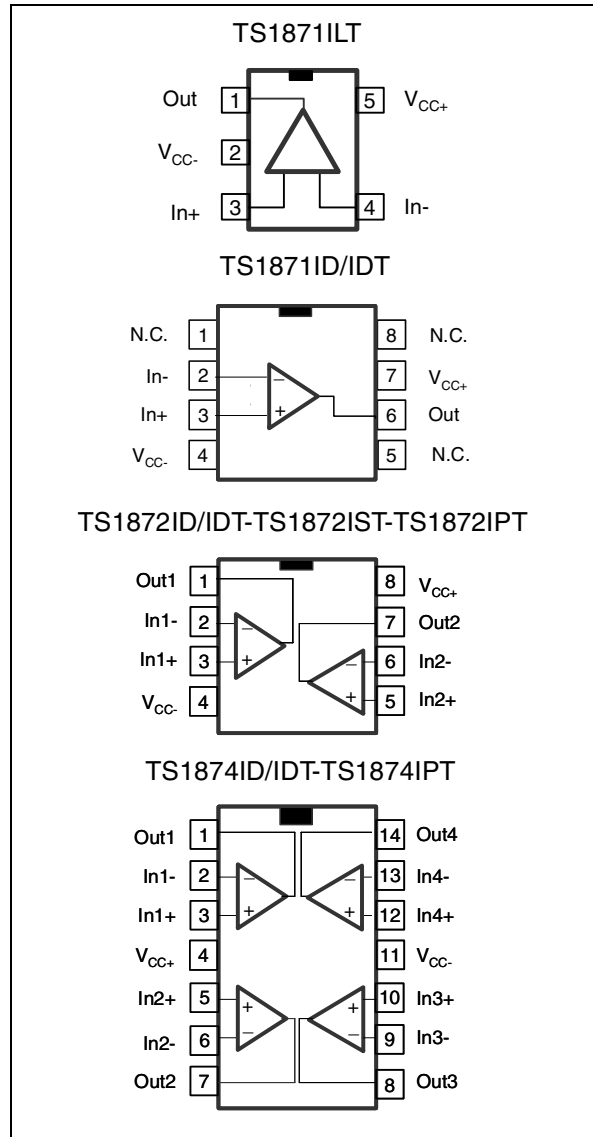 TS1871ILT
Out 1 5 VCC+
VCC- 2
In+ 3 4 In-
TS1871ID/IDT
N.C. 1 8 N.C.
In- 2 − 7 VCC+
In+ 3 + 6 Out
VCC- 4 5 N.C.
TS1872ID/IDT-TS1872IST-TS1872IPT
Out1 1 8 VCC+
In1- 2 − 7 Out2
In1+ 3 + − 6 In2-
VCC- 4 + 5 In2+
TS1874ID/IDT-TS1874IPT
Out1 1 14 Out4
In1- 2 − − 13 In4-
In1+ 3 + + 12 In4+
VCC+ 4 11 VCC-
In2+ 5 + + 10 In3+
In2- 6 − − 9 In3-
Out2 7 8 Out3